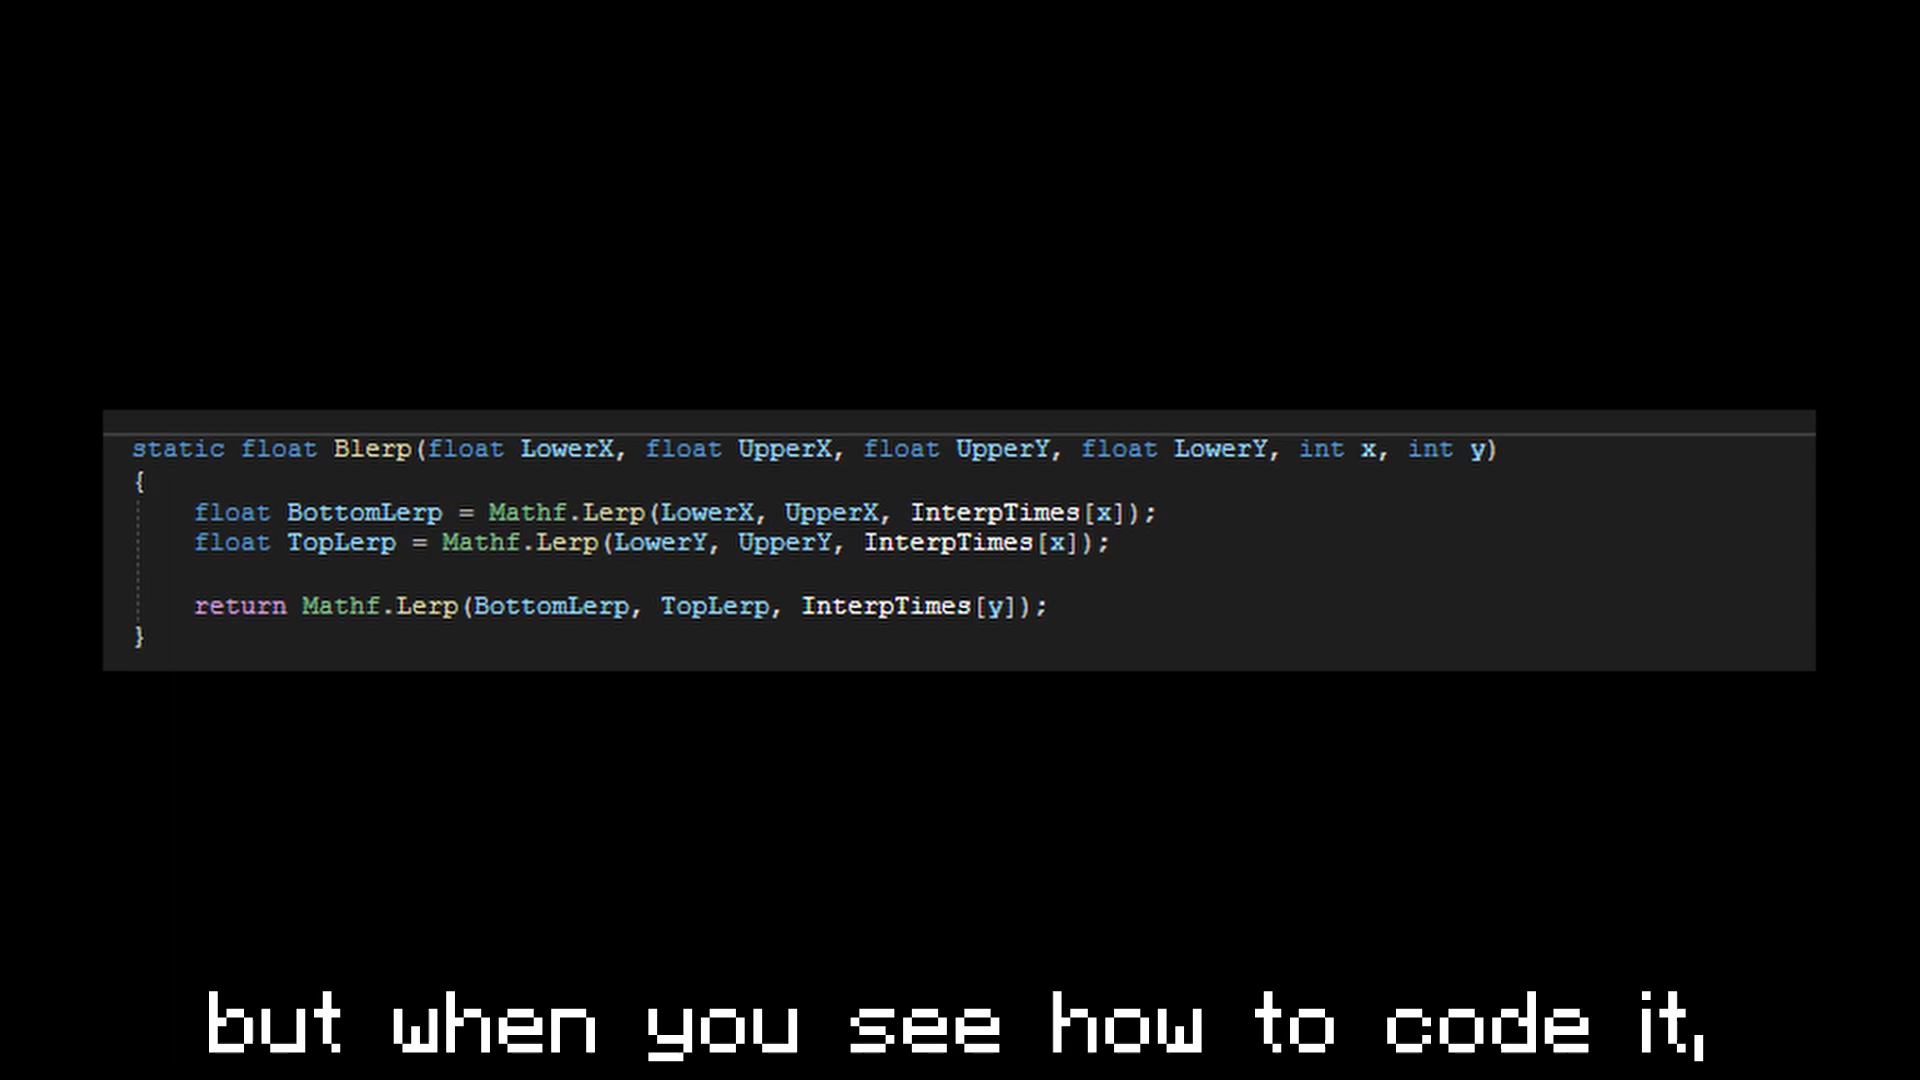 static float Blerp(float LowerX, float UpperX, float UpperY, float LowerY, int x, int y)
{
float BottomLerp = Mathf.Lerp(LowerX, UpperX, InterpTimes[x]);
float TopLerp = Mathf.Lerp(LowerY, UpperY, InterpTimes[x]);
return Mathf.Lerp(BottomLerp, TopLerp, InterpTimes[y]);
}
but when you see how to code it,